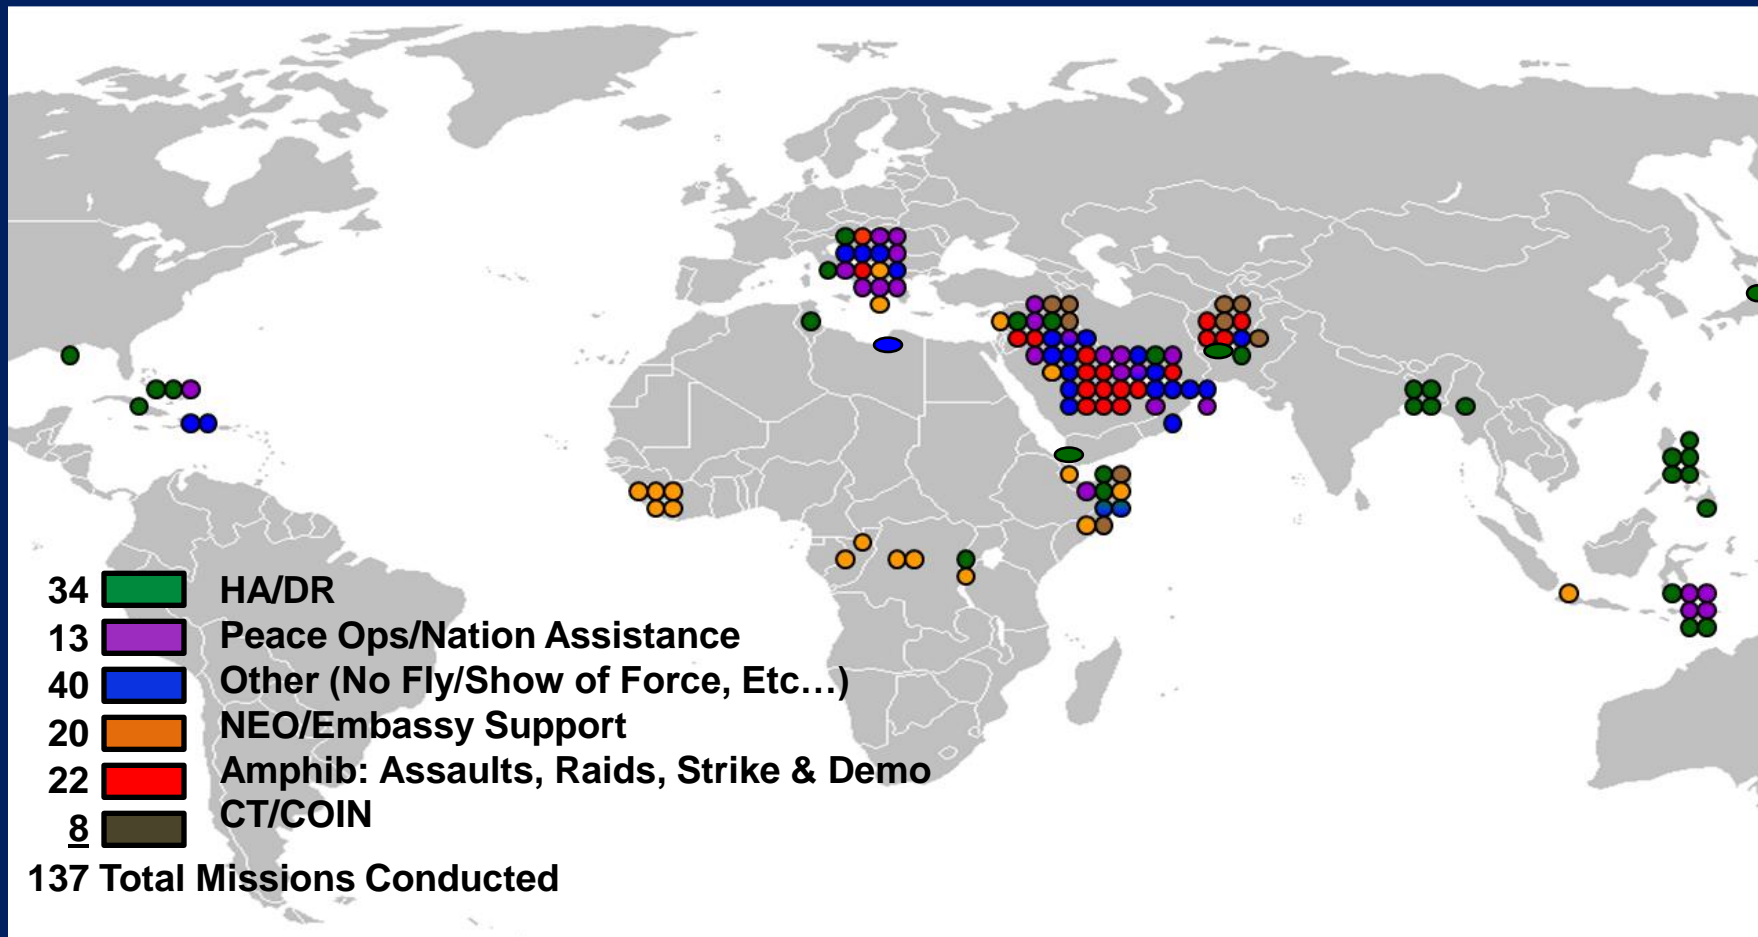 34 HA/DR
13 Peace Ops/Nation Assistance
40 Other (No Fly/Show of Force, Etc…)
20 NEO/Embassy Support
22 Amphib: Assaults, Raids, Strike & Demo
8 CT/COIN
137 Total Missions Conducted